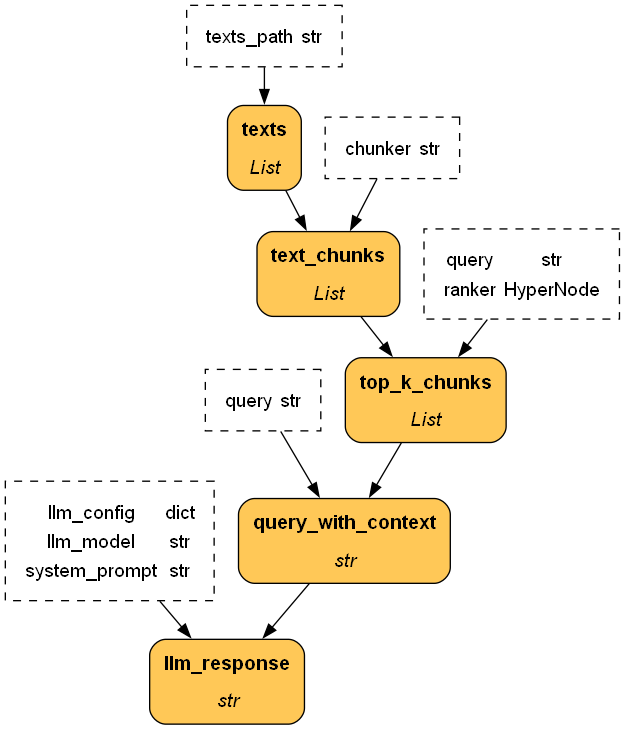 texts_path str
texts
List
chunker str
text_chunks
List
query str
ranker HyperNode
top_k_chunks
List
query str
query_with_context
str
llm_config dict
llm_model str
system_prompt str
llm_response
str